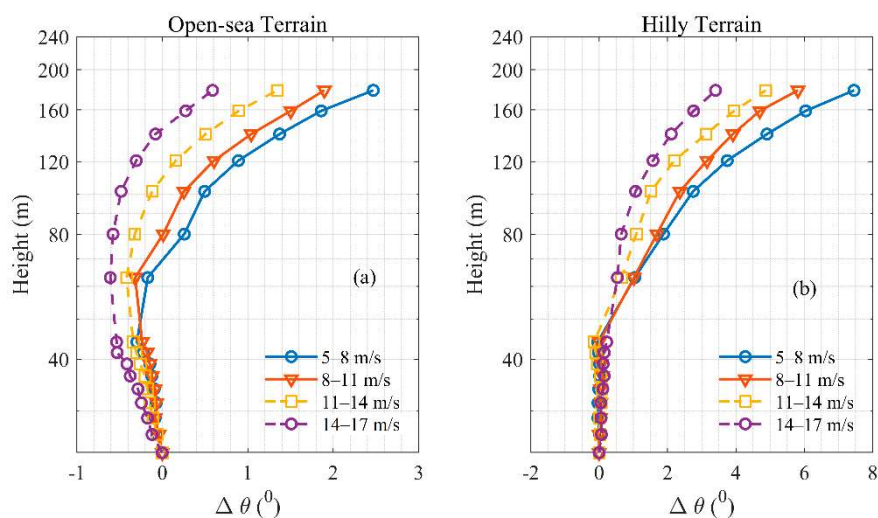 Open-sea Terrain
240
200
160
120
80
40
Height (m)
-1
0
1
2
3
Δ θ (⁰)
(a)
5–8 m/s
8–11 m/s
11–14 m/s
14–17 m/s
Hilly Terrain
240
200
160
120
80
40
Height (m)
-2
0
2
4
6
8
Δ θ (⁰)
(b)
5–8 m/s
8–11 m/s
11–14 m/s
14–17 m/s